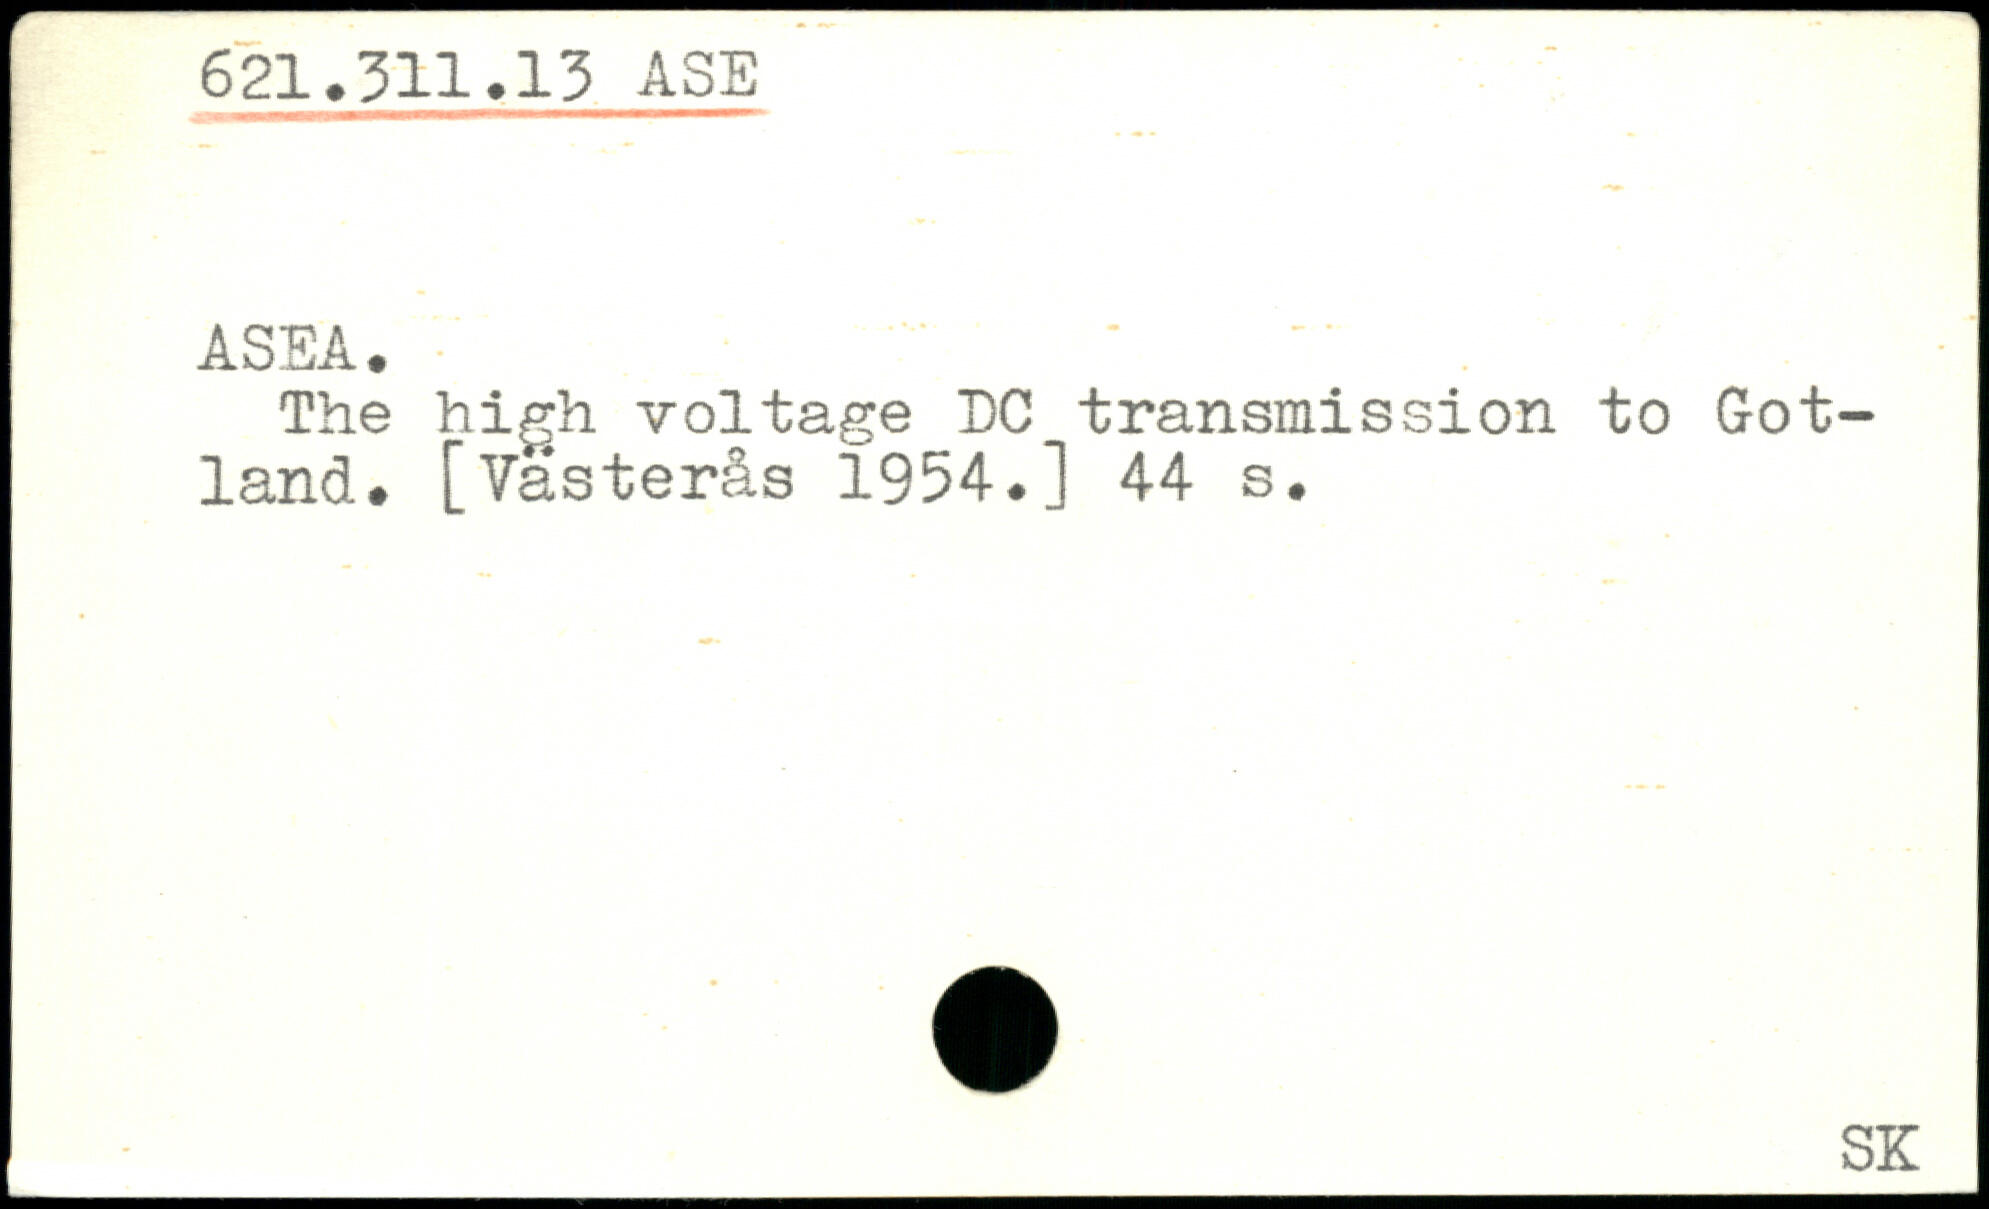 621.311.13 ASE
ASEA.
The high voltage DC transmission to Got-
land. [Västerås 1954.] 44 s.
SK